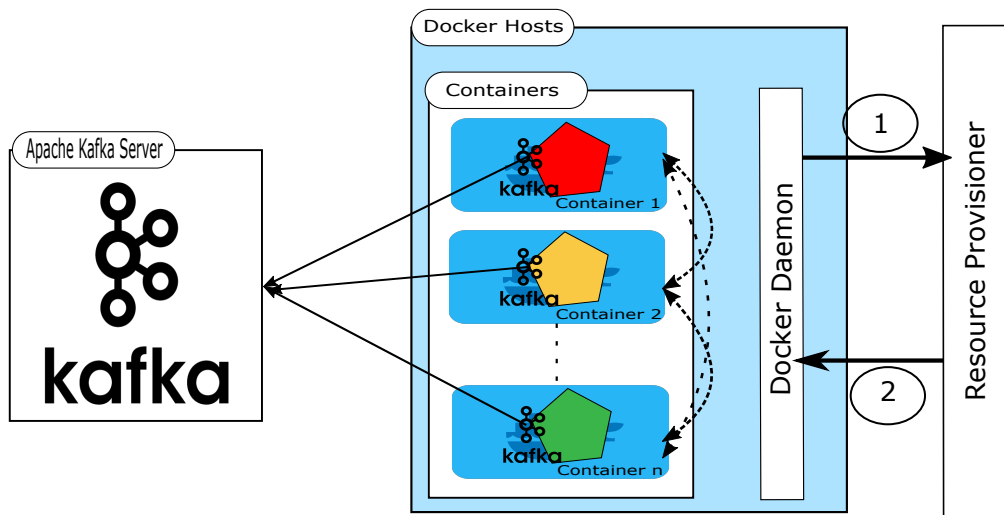 Docker Hosts
Containers
Apache Kafka Server
kafka
kafka
Container 1
kafka
Container 2
kafka
Container n
Docker Daemon
1
2
Resource Provisioner